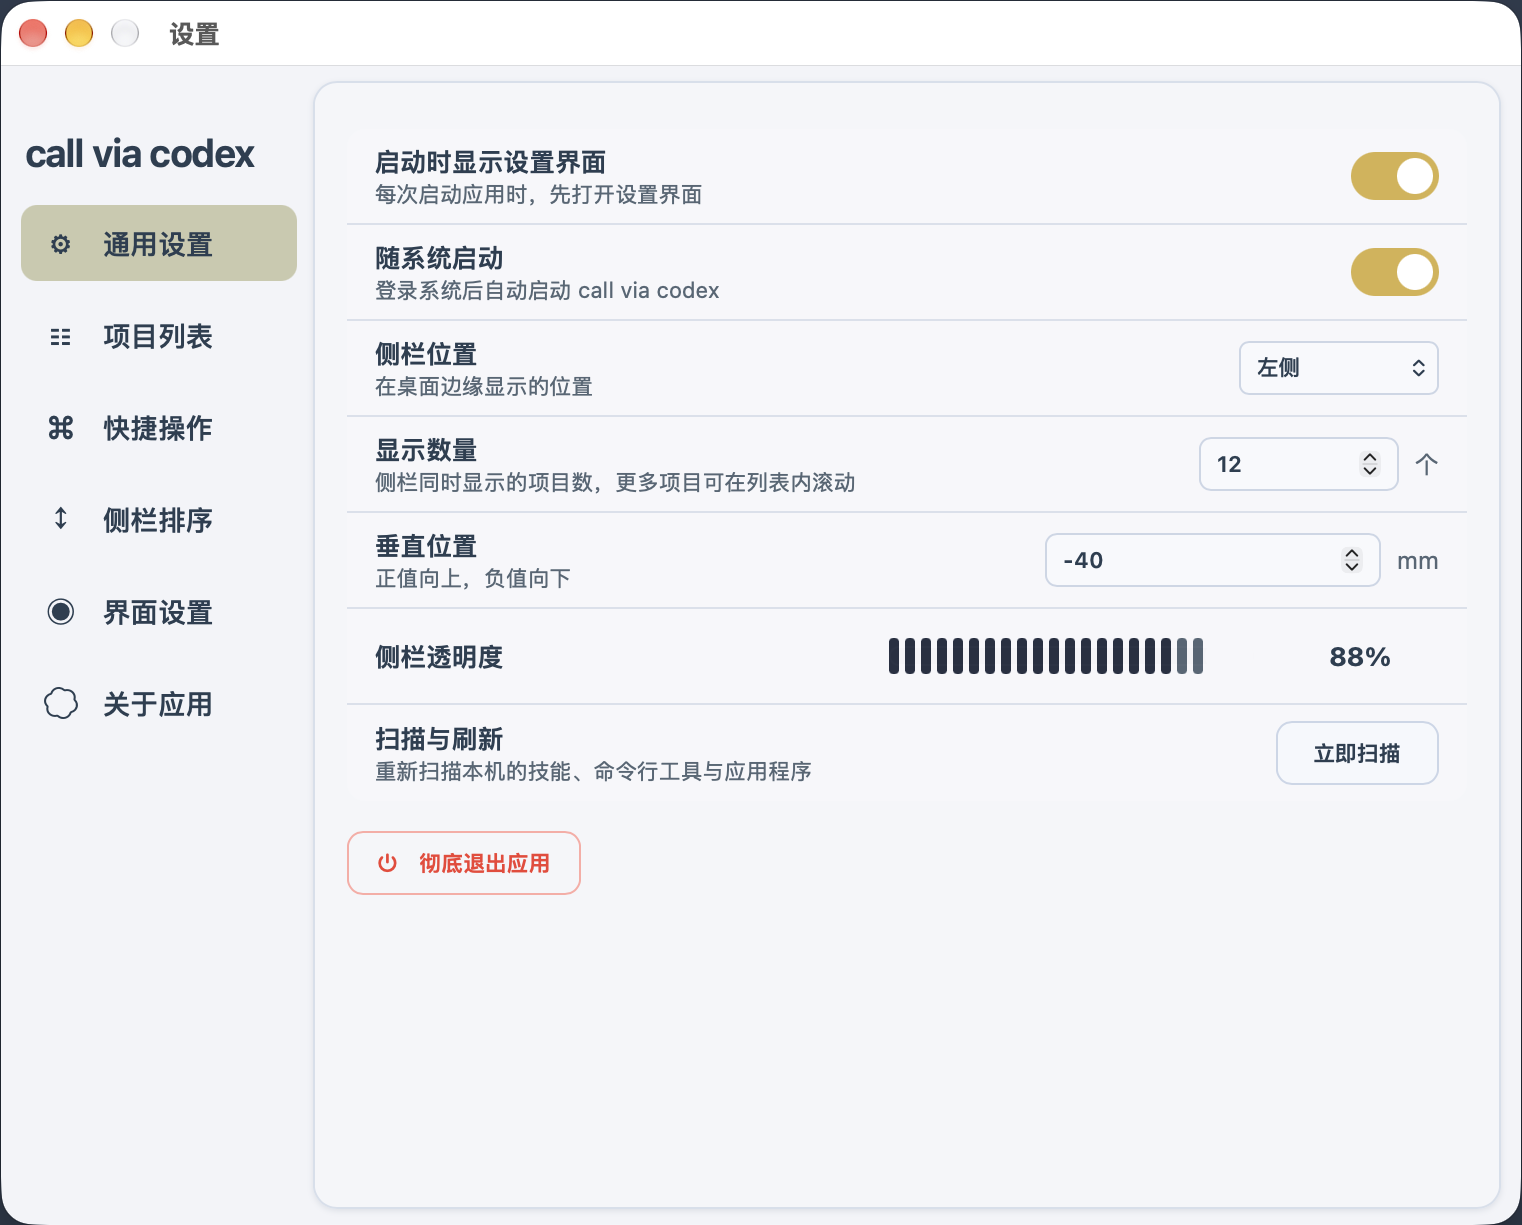 设置
call via codex
通用设置
项目列表
快捷操作
侧栏排序
界面设置
关于应用
启动时显示设置界面
每次启动应用时，先打开设置界面
随系统启动
登录系统后自动启动 call via codex
侧栏位置
在桌面边缘显示的位置
左侧
显示数量
侧栏同时显示的项目数，更多项目可在列表内滚动
12 个
垂直位置
正值向上，负值向下
-40 mm
侧栏透明度
88%
扫描与刷新
重新扫描本机的技能、命令行工具与应用程序
立即扫描
彻底退出应用